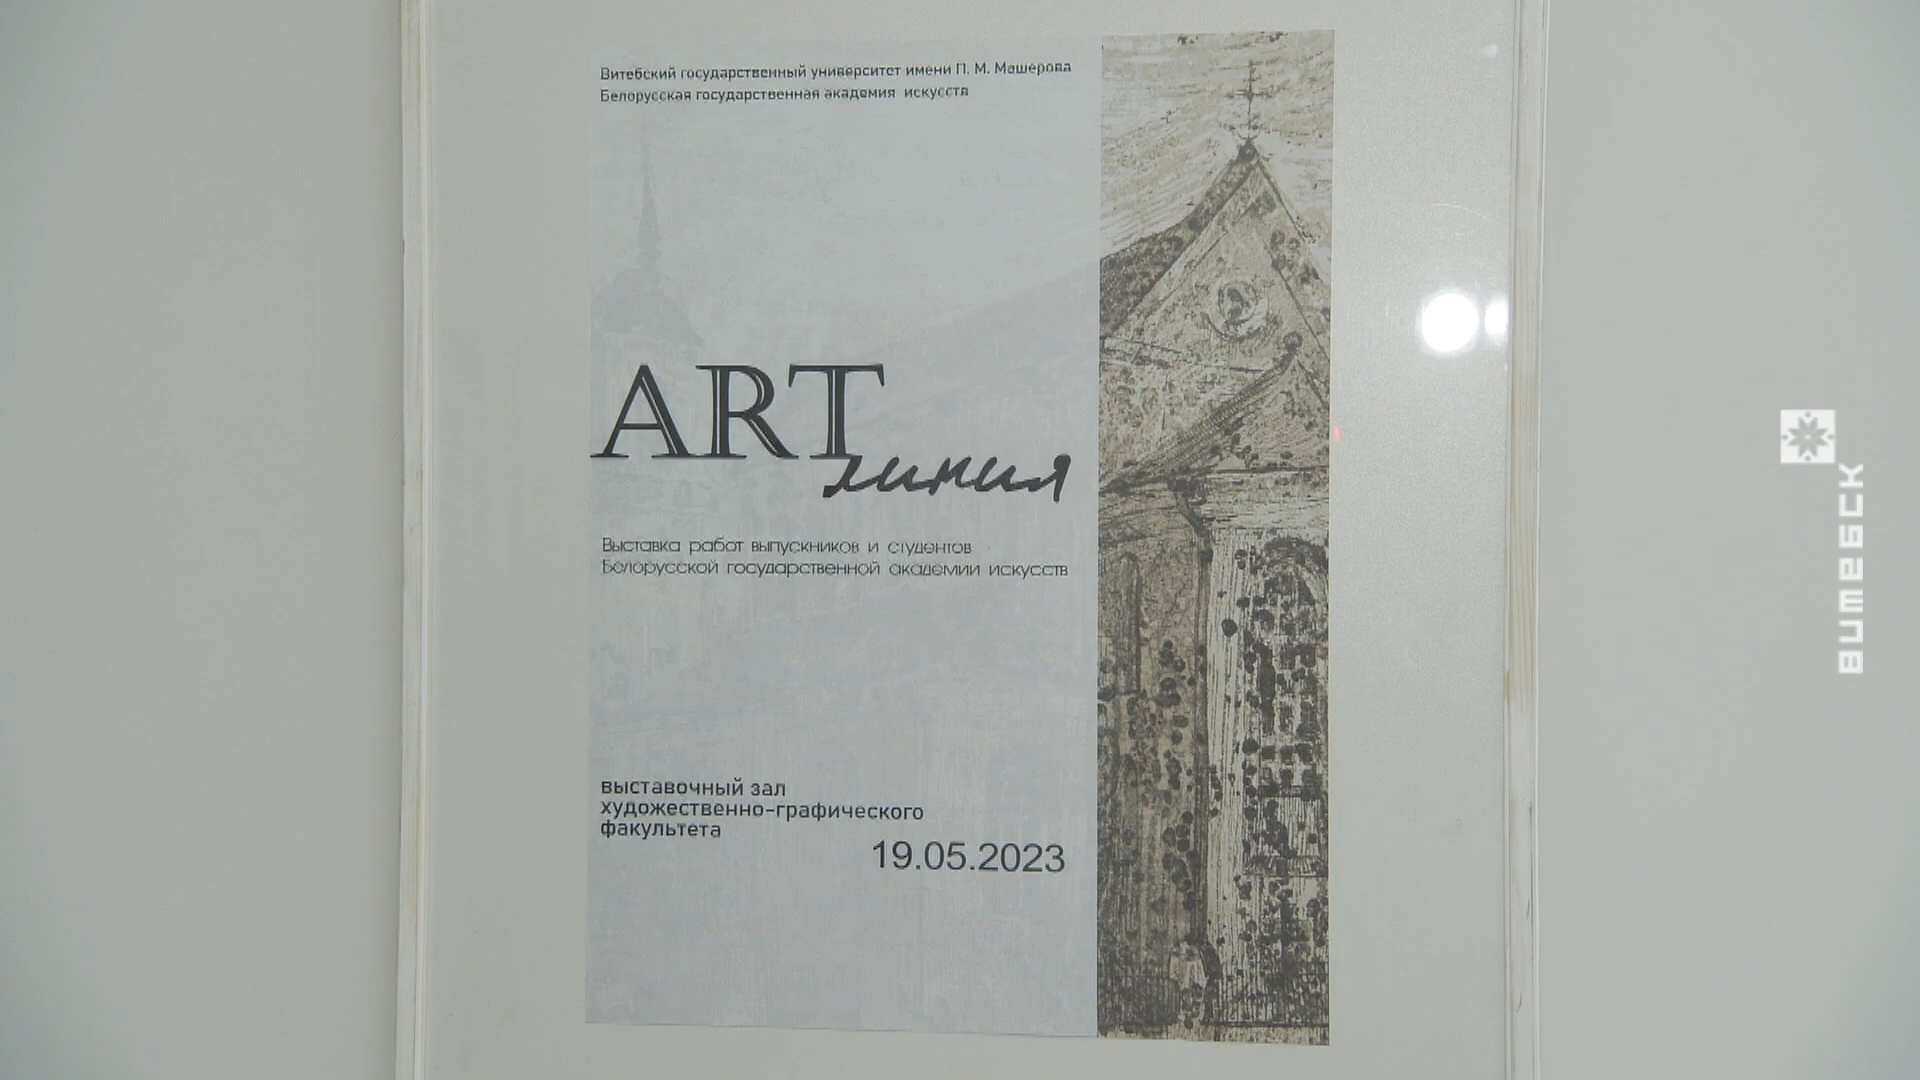 Витебский государственный университет имени П. М. Машерова
Белорусская государственная академия искусств
ART
линия
Выставка работ выпускников и студентов
Белорусской государственной академии искусств
выставочный зал
художественно-графического
факультета
19.05.2023
витебск